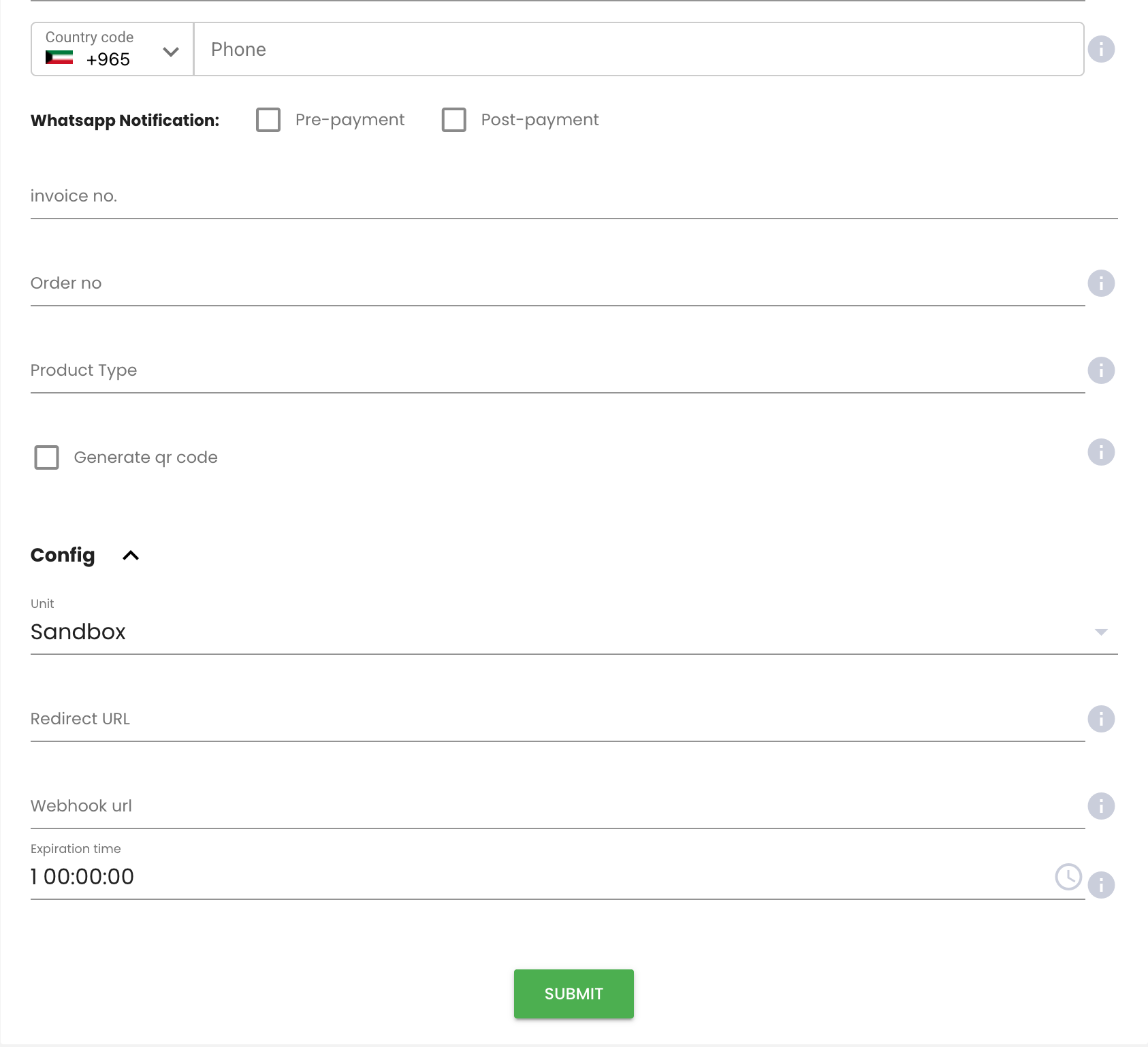 Country code
+965
Phone
Whatsapp Notification:
Pre-payment
Post-payment
invoice no.
Order no
Product Type
Generate qr code
Config
Unit
Sandbox
Redirect URL
Webhook url
Expiration time
1 00:00:00
SUBMIT